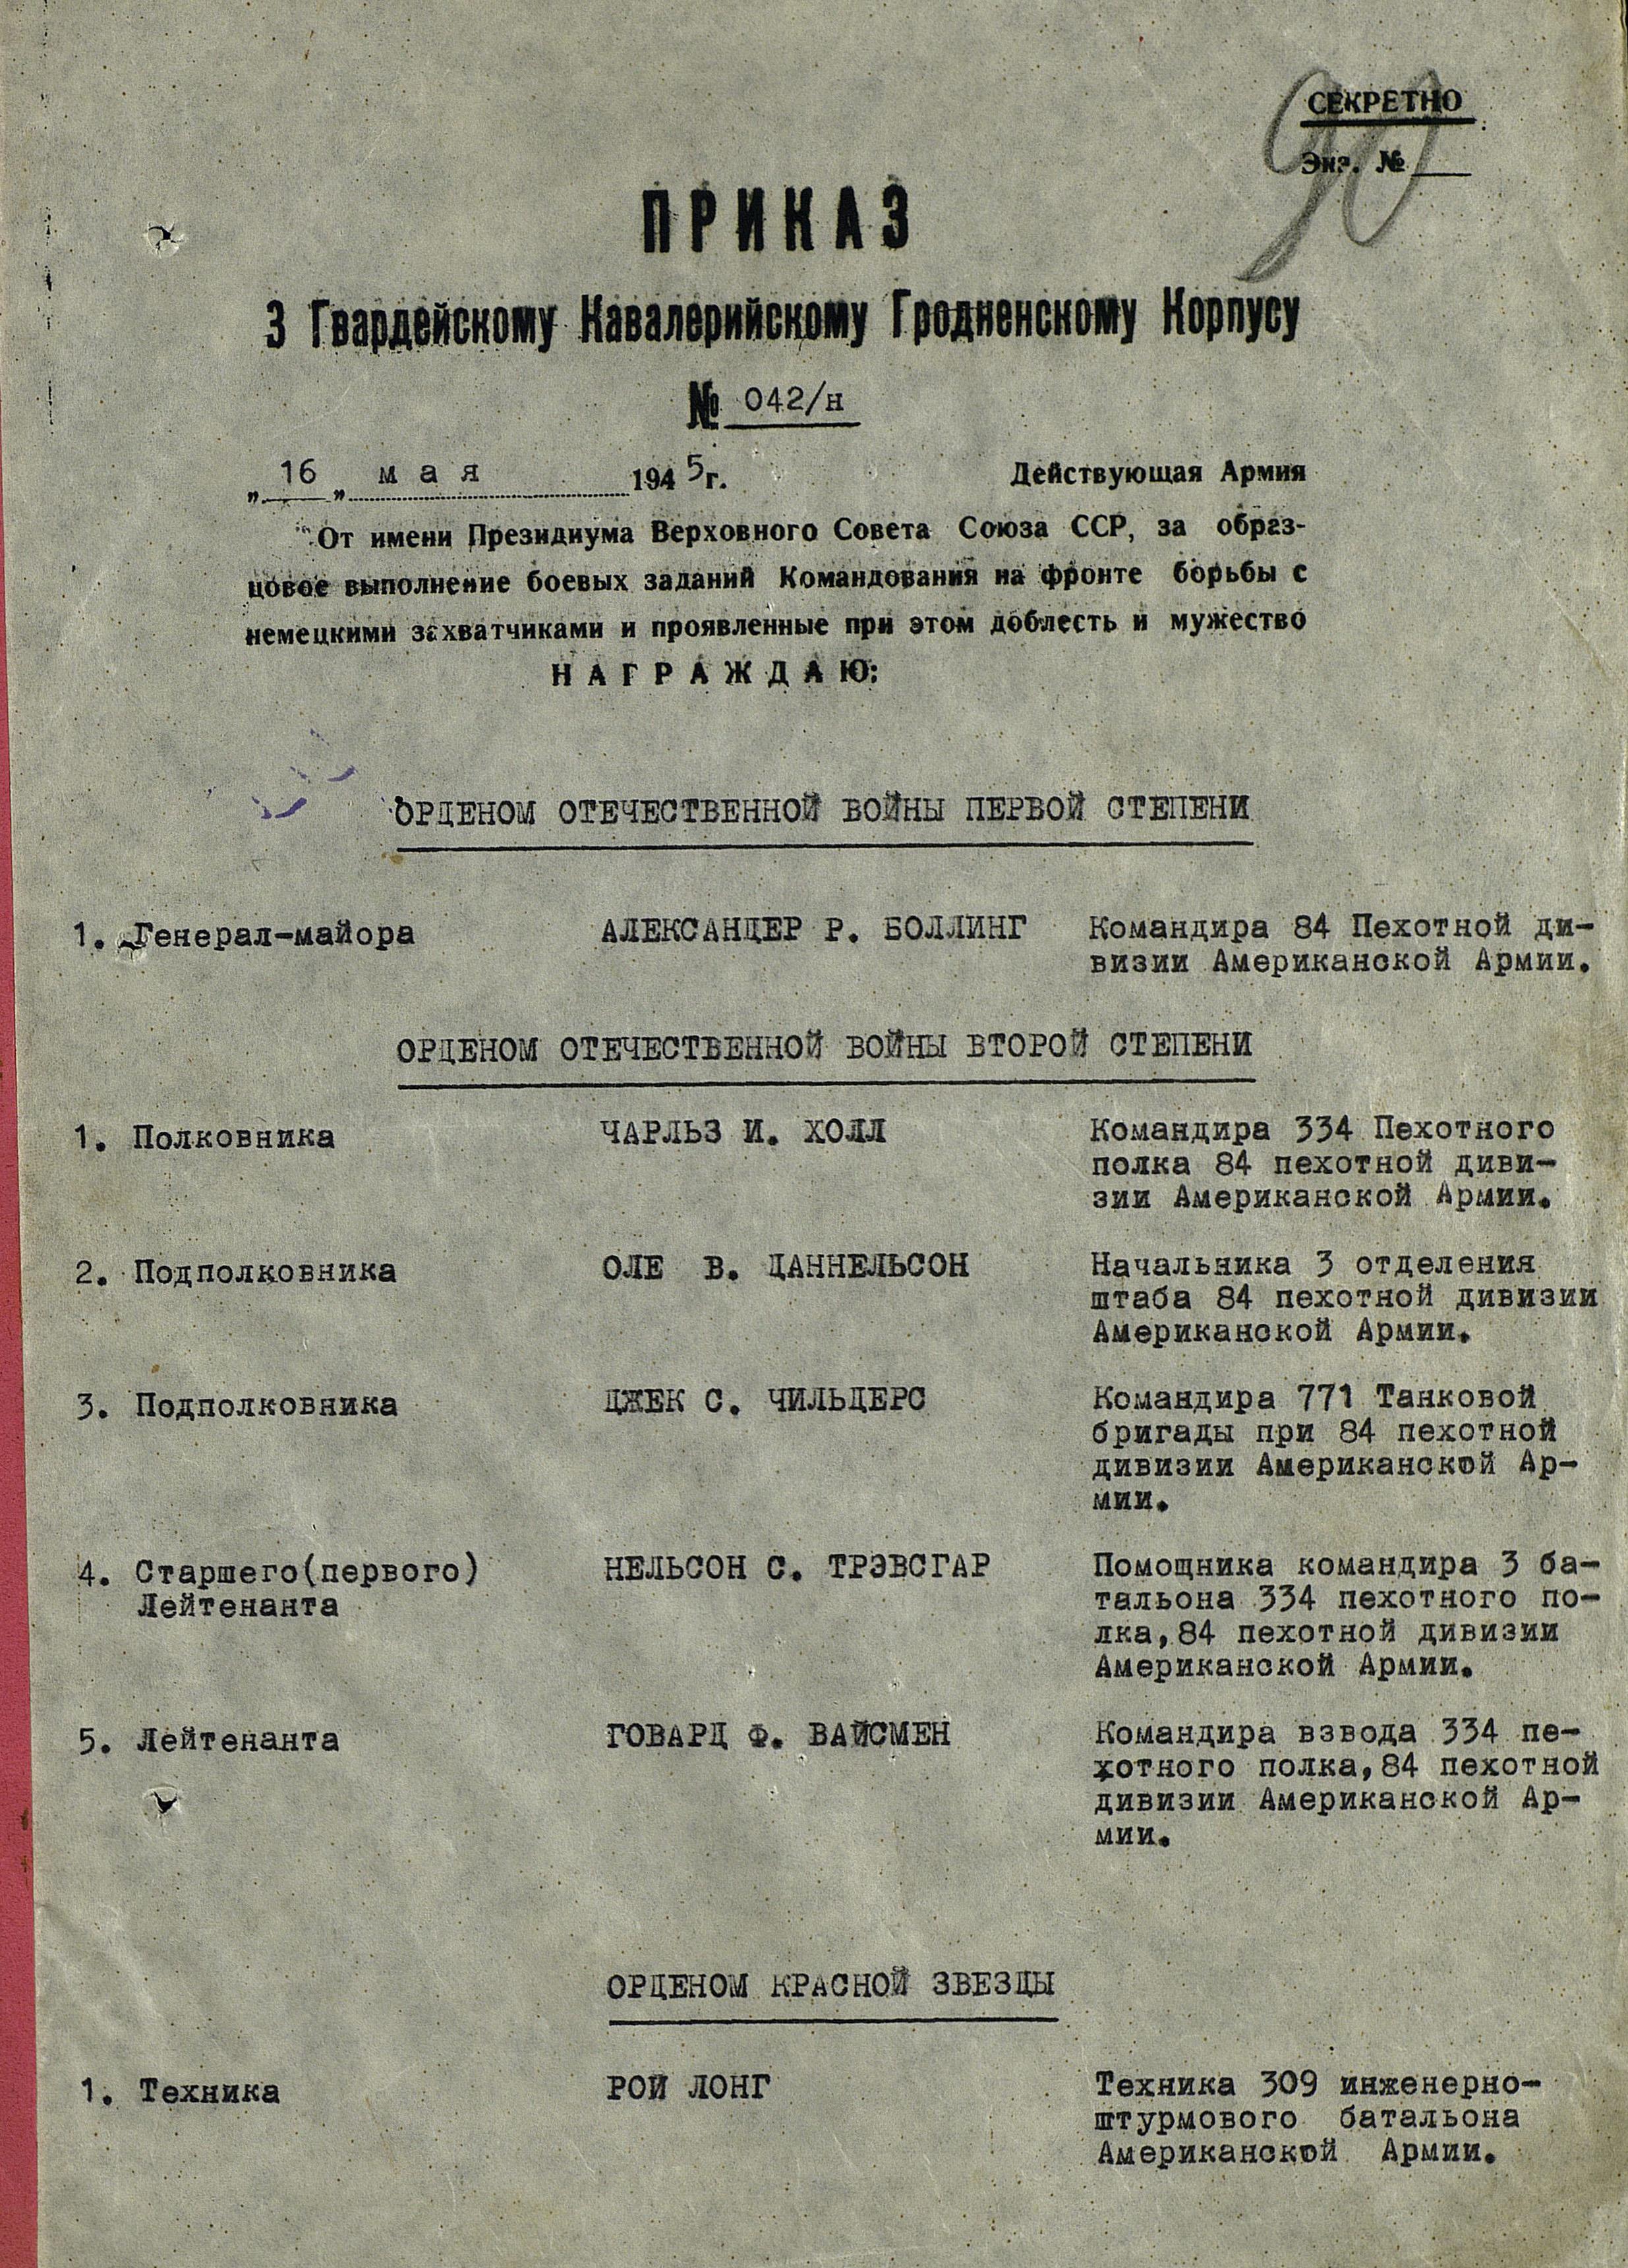 СЕКРЕТНО
Экз. №
90
ПРИКАЗ
3 Гвардейскому Кавалерийскому Гродненскому Корпусу
№ 042/н
„ 16 „ мая 1945г. Действующая Армия
От имени Президиума Верховного Совета Союза ССР, за образ-
цовое выполнение боевых заданий Командования на фронте борьбы с
немецкими захватчиками и проявленные при этом доблесть и мужество
НАГРАЖДАЮ:
ОРДЕНОМ ОТЕЧЕСТВЕННОЙ ВОЙНЫ ПЕРВОЙ СТЕПЕНИ
1. Генерал-майора АЛЕКСАНДЕР Р. БОЛЛИНГ Командира 84 Пехотной ди-
визии Американской Армии.
ОРДЕНОМ ОТЕЧЕСТВЕННОЙ ВОЙНЫ ВТОРОЙ СТЕПЕНИ
1. Полковника ЧАРЛЬЗ И. ХОЛЛ Командира 334 Пехотного
полка 84 пехотной диви-
зии Американской Армии.
2. Подполковника ОЛЕ В. ДАННЕЛЬСОН Начальника 3 отделения
штаба 84 пехотной дивизии
Американской Армии.
3. Подполковника ДЖЕК С. ЧИЛЬДЕРС Командира 771 Танковой
бригады при 84 пехотной
дивизии Американской Ар-
мии.
4. Старшего(первого) НЕЛЬСОН С. ТРЭВСГАР Помощника командира 3 ба-
Лейтенанта тальона 334 пехотного по-
лка,84 пехотной дивизии
Американской Армии.
5. Лейтенанта ГОВАРД Ф. ВАЙСМЕН Командира взвода 334 пе-
хотного полка,84 пехотной
дивизии Американской Ар-
мии.
ОРДЕНОМ КРАСНОЙ ЗВЕЗДЫ
1. Техника РОЙ ЛОНГ Техника 309 инженерно-
штурмового батальона
Американской Армии.